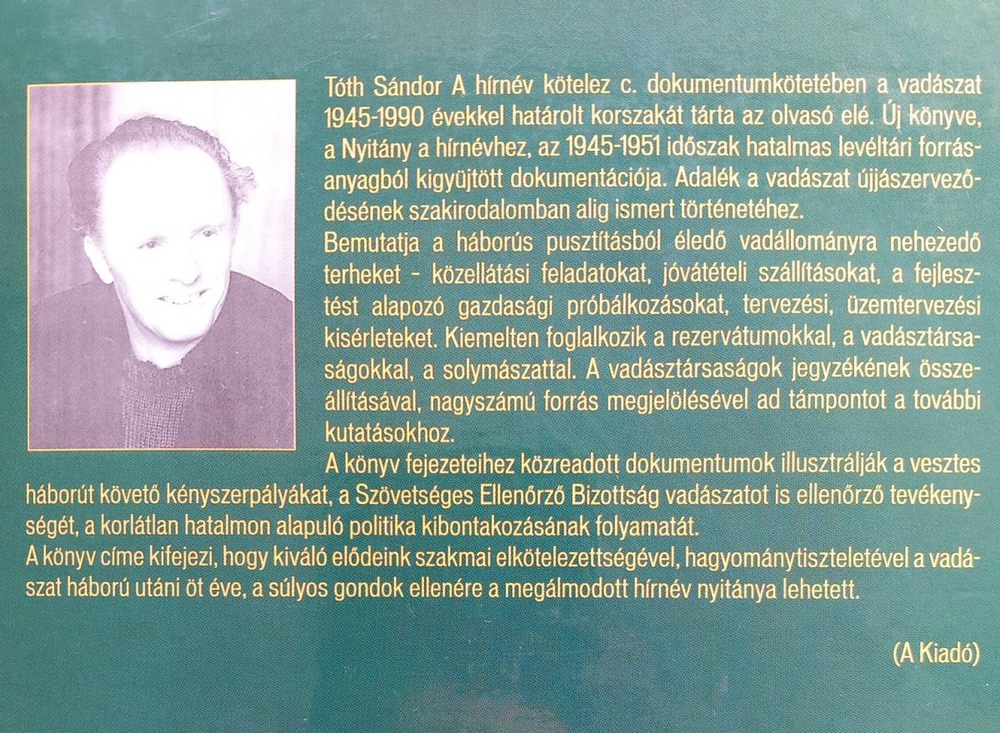 Tóth Sándor A hírnév kötelez c. dokumentumkötetében a vadászat
1945-1990 évekkel határolt korszakát tárta az olvasó elé. Új könyve,
a Nyitány a hírnévhez, az 1945-1951 időszak hatalmas levéltári forrás-
anyagból kigyüjtött dokumentációja. Adalék a vadászat újjászervező-
désének szakirodalomban alig ismert történetéhez.
Bemutatja a háborús pusztításból éledő vadállományra nehezedő
terheket - közellátási feladatokat, jóvátételi szállításokat, a fejlesz-
tést alapozó gazdasági próbálkozásokat, tervezési, üzemtervezési
kisérleteket. Kiemelten foglalkozik a rezervátumokkal, a vadásztársa-
ságokkal, a solymászattal. A vadásztársaságok jegyzékének össze-
állításával, nagyszámú forrás megjelölésével ad támpontot a további
kutatásokhoz.
A könyv fejezeteihez közreadott dokumentumok illusztrálják a vesztes
háborút követő kényszerpályákat, a Szövetséges Ellenőrző Bizottság vadászatot is ellenőrző tevékeny-
ségét, a korlátlan hatalmon alapuló politika kibontakozásának folyamatát.
A könyv címe kifejezi, hogy kiváló elődeink szakmai elkötelezettségével, hagyománytiszteletével a vadá-
szat háború utáni öt éve, a súlyos gondok ellenére a megálmodott hírnév nyitánya lehetett.
(A Kiadó)